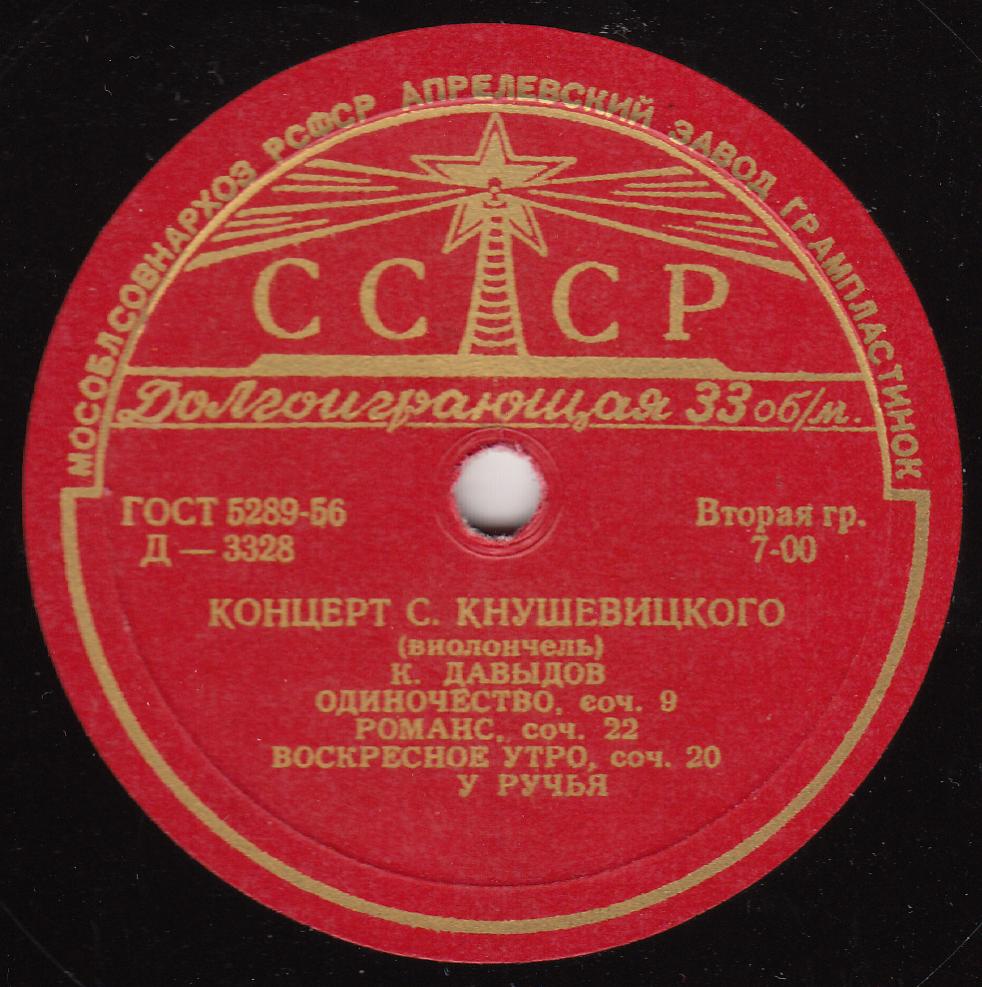 МОСОБЛСОВНАРХОЗ РСФСР АПРЕЛЕВСКИЙ ЗАВОД ГРАМПЛАСТИНОК
СССР
Долгоиграющая 33 об/м.
ГОСТ 5289-56
Д — 3328
Вторая гр.
7-00
КОНЦЕРТ С. КНУШЕВИЦКОГО
(виолончель)
К. ДАВЫДОВ
ОДИНОЧЕСТВО, соч. 9
РОМАНС, соч. 22
ВОСКРЕСНОЕ УТРО, соч. 20
У РУЧЬЯ